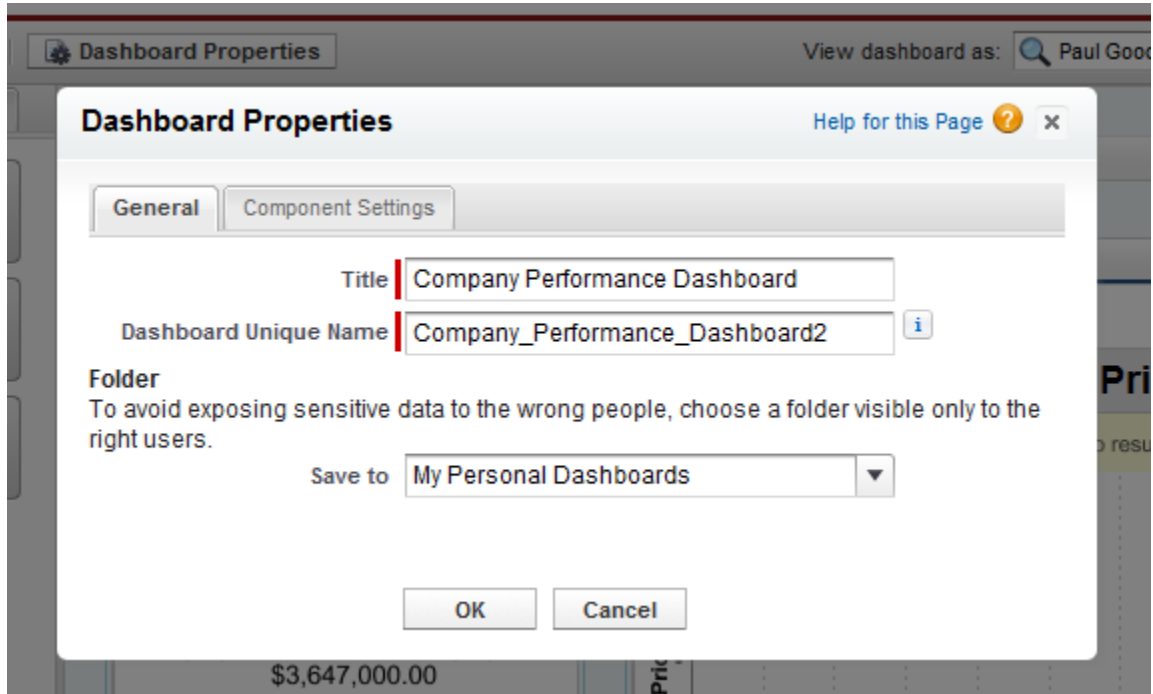 Dashboard Properties
View dashboard as:
Paul
Dashboard Properties
Help for this Page
General
Component Settings
Title
Company Performance Dashboard
Dashboard Unique Name
Company_Performance_Dashboard2
i
Folder
To avoid exposing sensitive data to the wrong people, choose a folder visible only to the
right users.
Save to
My Personal Dashboards
OK
Cancel
$3,647,000.00